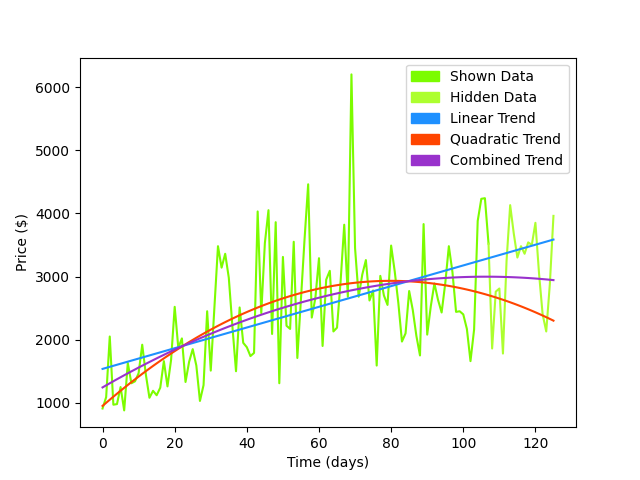 Shown Data
Hidden Data
Linear Trend
Quadratic Trend
Combined Trend
6000
5000
4000
3000
2000
1000
Price ($)
0 20 40 60 80 100 120
Time (days)